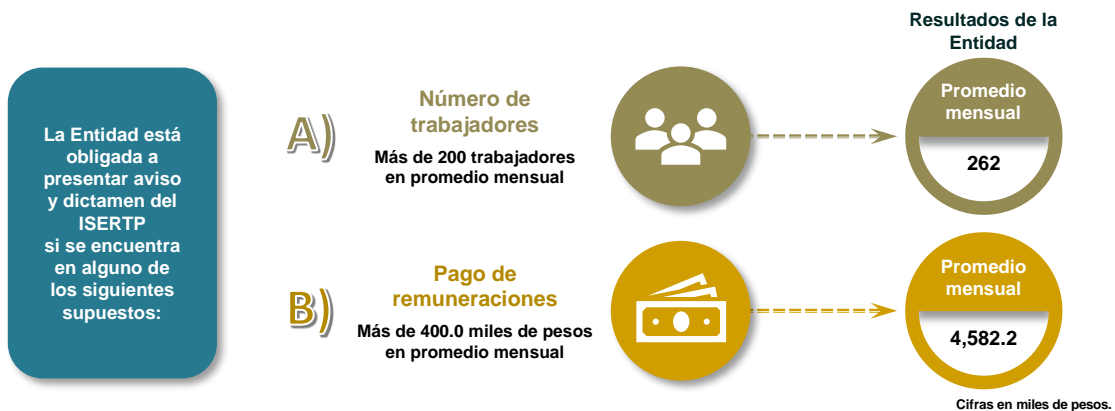 Resultados de la
Entidad
La Entidad está
obligada a
presentar aviso
y dictamen del
ISERTP
si se encuentra
en alguno de
los siguientes
supuestos:
A)
Número de
trabajadores
Más de 200 trabajadores
en promedio mensual
Promedio
mensual
262
B)
Pago de
remuneraciones
Más de 400.0 miles de pesos
en promedio mensual
Promedio
mensual
4,582.2
Cifras en miles de pesos.